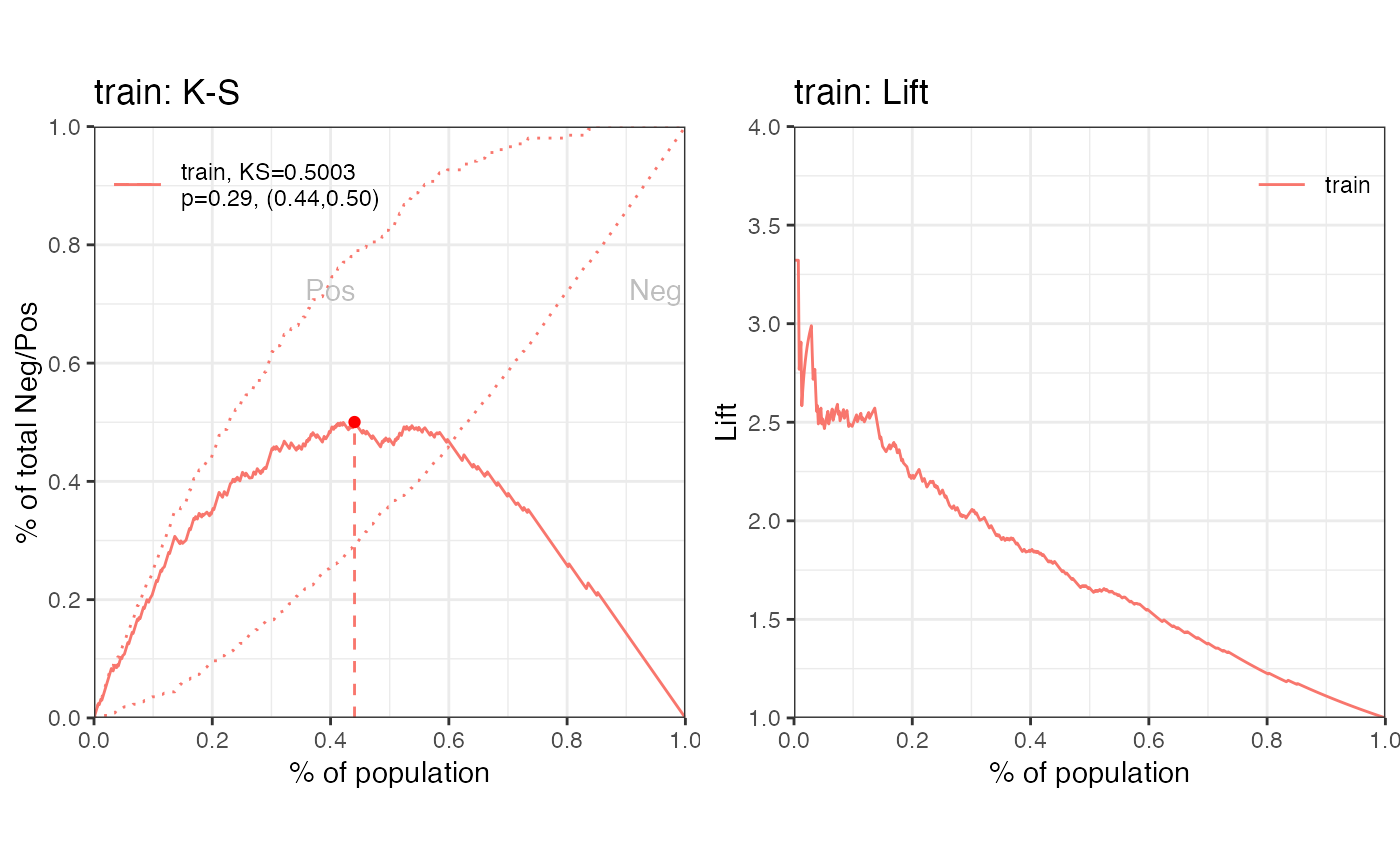 train: K-S
1.0
0.8
0.6
0.4
0.2
0.0
% of total Neg/Pos
train, KS=0.5003
p=0.29, (0.44,0.50)
Pos
Neg
0.0 0.2 0.4 0.6 0.8 1.0
% of population
train: Lift
4.0
3.5
3.0
2.5
2.0
1.5
1.0
Lift
train
0.0 0.2 0.4 0.6 0.8 1.0
% of population